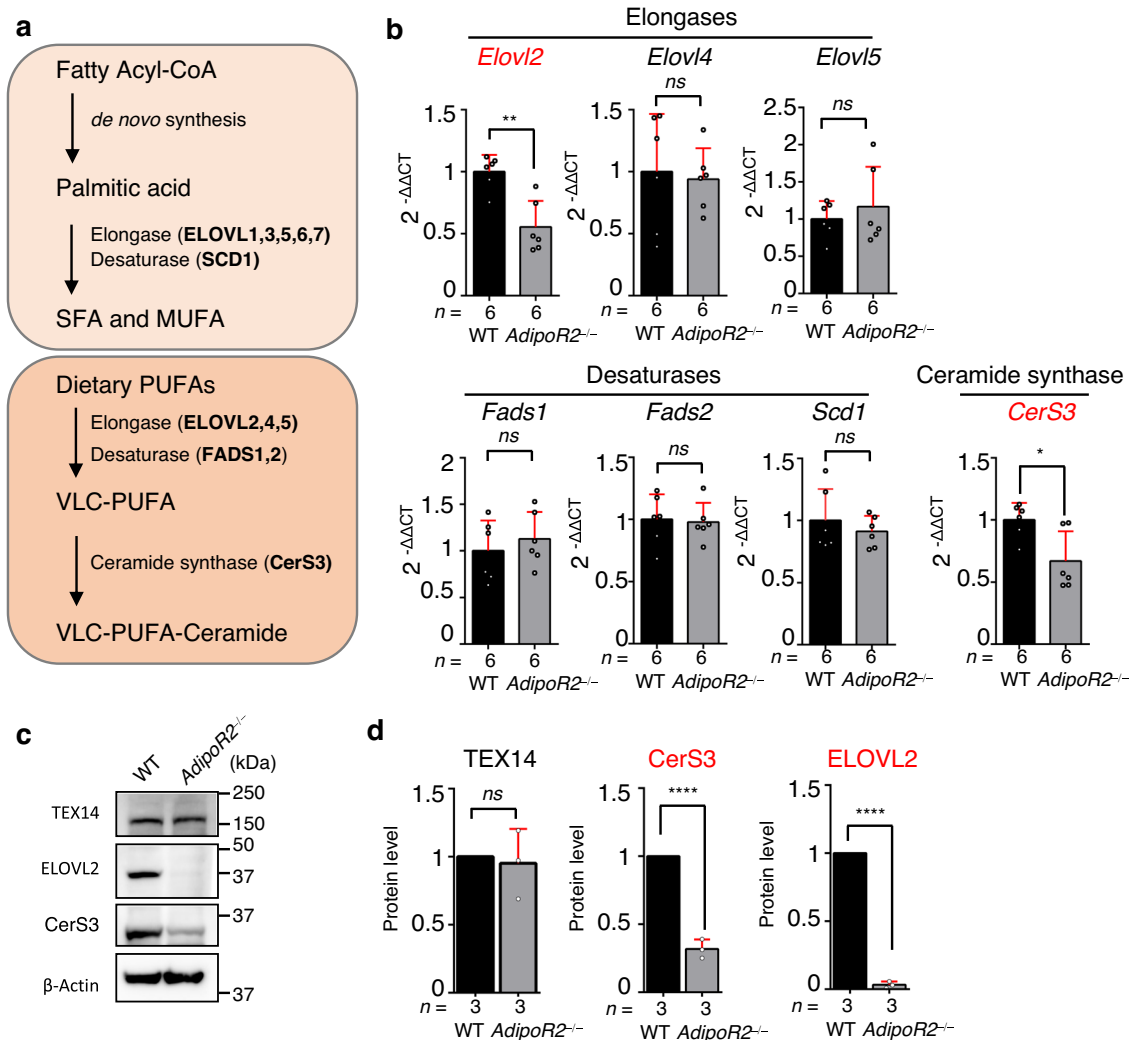 a
Fatty Acyl-CoA
de novo synthesis
Palmitic acid
Elongase (ELOVL1,3,5,6,7)
Desaturase (SCD1)
SFA and MUFA
Dietary PUFAs
Elongase (ELOVL2,4,5)
Desaturase (FADS1,2)
VLC-PUFA
Ceramide synthase (CerS3)
VLC-PUFA-Ceramide
b
Elongases
Elovl2
2 -ΔΔCT
1.5
1
0.5
0
**
n = 6 6
WT AdipoR2–/–
Elovl4
2 -ΔΔCT
1.5
1
0.5
0
ns
6 6
WT AdipoR2–/–
Elovl5
2 -ΔΔCT
2.5
2
1.5
1
0.5
0
ns
6 6
WT AdipoR2–/–
Desaturases
Fads1
2 -ΔΔCT
2
1.5
1
0.5
0
ns
n = 6 6
WT AdipoR2–/–
Fads2
2 -ΔΔCT
1.5
1
0.5
0
ns
n = 6 6
WT AdipoR2–/–
Scd1
2 -ΔΔCT
1.5
1
0.5
0
ns
n = 6 6
WT AdipoR2–/–
Ceramide synthase
CerS3
2 -ΔΔCT
1.5
1
0.5
0
*
n = 6 6
WT AdipoR2–/–
c
WT AdipoR2–/– (kDa)
TEX14
250
150
ELOVL2
50
37
CerS3
37
β-Actin
37
d
TEX14
Protein level
1.5
1
0.5
0
ns
n = 3 3
WT AdipoR2–/–
CerS3
Protein level
1.5
1
0.5
0
****
n = 3 3
WT AdipoR2–/–
ELOVL2
Protein level
1.5
1
0.5
0
****
n = 3 3
WT AdipoR2–/–